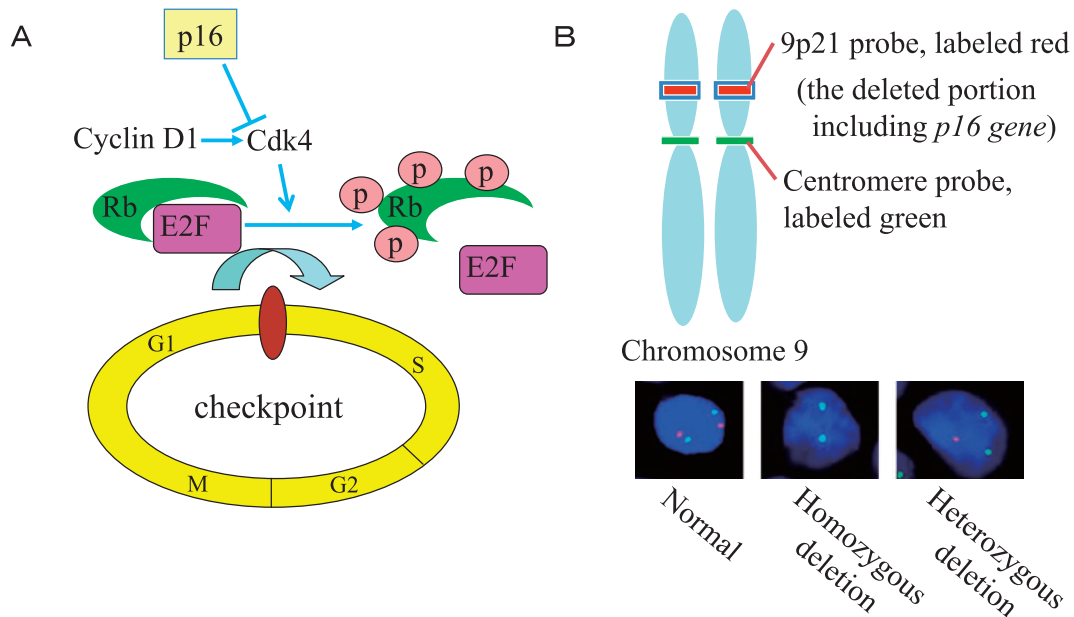 A
p16
Cyclin D1
Cdk4
Rb
E2F
p
p
p
p
Rb
E2F
G1
S
checkpoint
M
G2
B
9p21 probe, labeled red
(the deleted portion
including p16 gene)
Centromere probe,
labeled green
Chromosome 9
Normal
Homozygous
deletion
Heterozygous
deletion